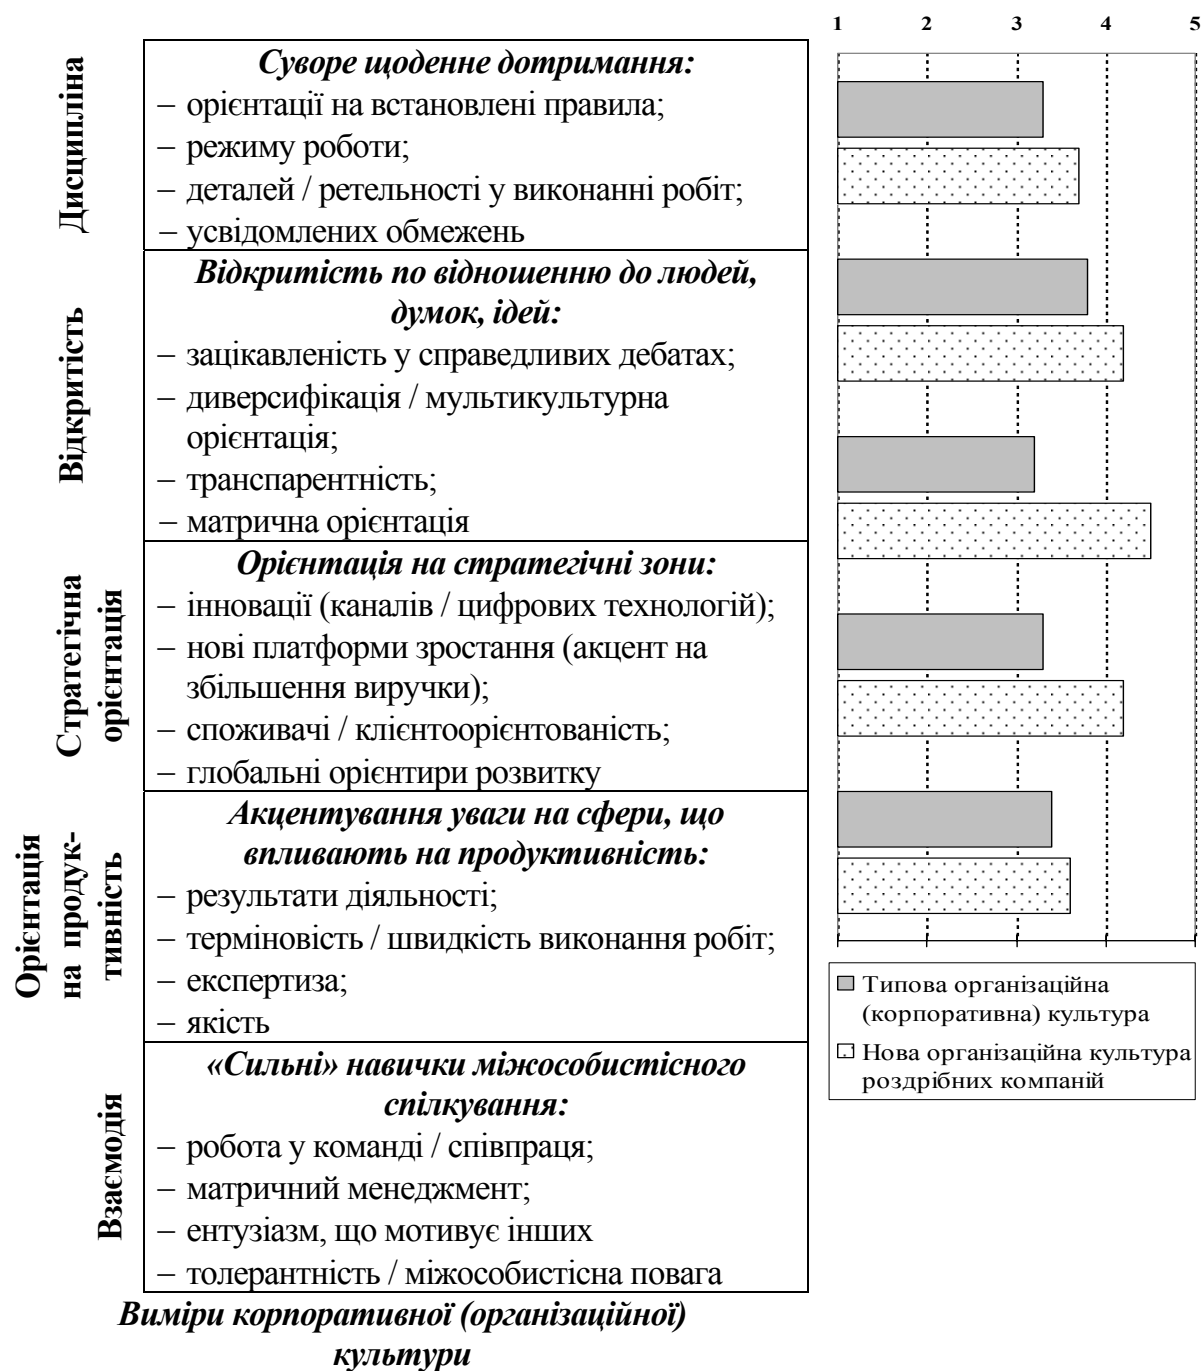 1 2 3 4 5
Дисципліна
Суворе щоденне дотримання:
– орієнтації на встановлені правила;
– режиму роботи;
– деталей / ретельності у виконанні робіт;
– усвідомлених обмежень
Відкритість
Відкритість по відношенню до людей,
думок, ідей:
– зацікавленість у справедливих дебатах;
– диверсифікація / мультикультурна
орієнтація;
– транспарентність;
– матрична орієнтація
Стратегічна
орієнтація
Орієнтація на стратегічні зони:
– інновації (каналів / цифрових технологій);
– нові платформи зростання (акцент на
збільшення виручки);
– споживачі / клієнтоорієнтованість;
– глобальні орієнтири розвитку
Орієнтація
на продук-
тивність
Акцентування уваги на сфери, що
впливають на продуктивність:
– результати діяльності;
– терміновість / швидкість виконання робіт;
– експертиза;
– якість
Взаємодія
«Сильні» навички міжособистісного
спілкування:
– робота у команді / співпраця;
– матричний менеджмент;
– ентузіазм, що мотивує інших
– толерантність / міжособистісна повага
Виміри корпоративної (організаційної)
культури
Типова організаційна
(корпоративна) культура
Нова організаційна культура
роздрібних компаній